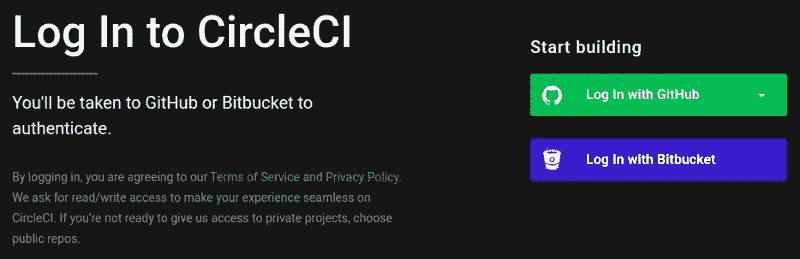 Log In to CircleCI
You'll be taken to GitHub or Bitbucket to
authenticate.
By logging in, you are agreeing to our Terms of Service and Privacy Policy.
We ask for read/write access to make your experience seamless on
CircleCI. If you're not ready to give us access to private projects, choose
public repos.
Start building
Log In with GitHub
Log In with Bitbucket